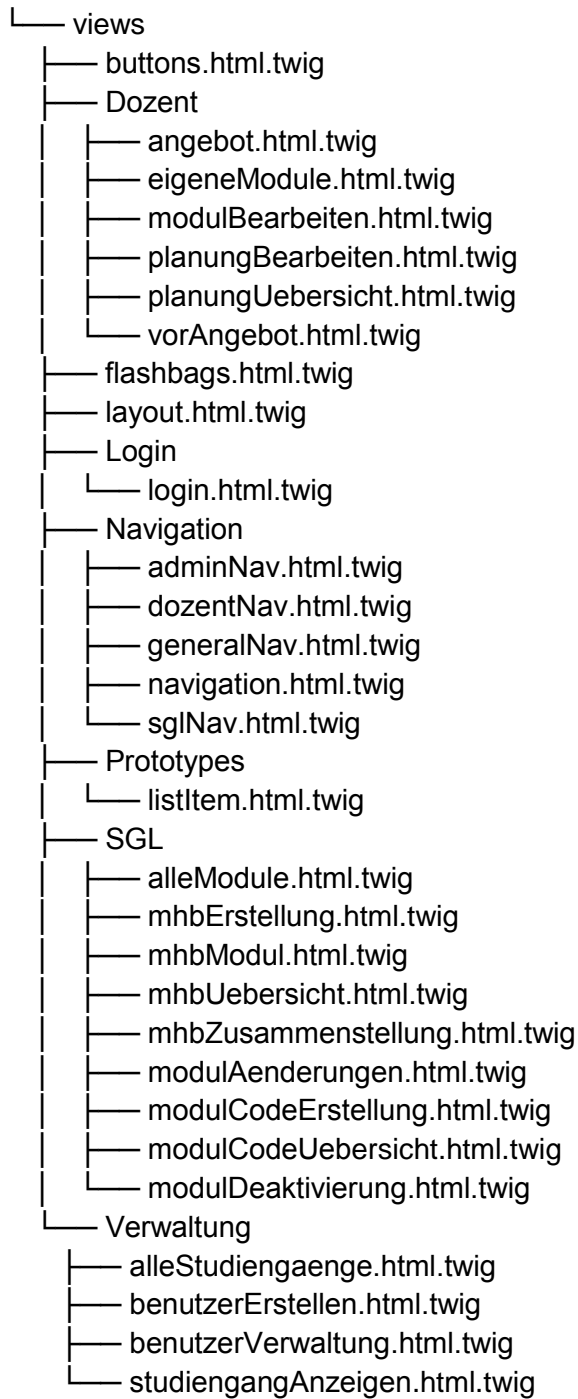 └── views
    ├── buttons.html.twig
    ├── Dozent
    │   ├── angebot.html.twig
    │   ├── eigeneModule.html.twig
    │   ├── modulBearbeiten.html.twig
    │   ├── planungBearbeiten.html.twig
    │   ├── planungUebersicht.html.twig
    │   └── vorAngebot.html.twig
    ├── flashbags.html.twig
    ├── layout.html.twig
    ├── Login
    │   └── login.html.twig
    ├── Navigation
    │   ├── adminNav.html.twig
    │   ├── dozentNav.html.twig
    │   ├── generalNav.html.twig
    │   ├── navigation.html.twig
    │   └── sglNav.html.twig
    ├── Prototypes
    │   └── listItem.html.twig
    ├── SGL
    │   ├── alleModule.html.twig
    │   ├── mhbErstellung.html.twig
    │   ├── mhbModul.html.twig
    │   ├── mhbUebersicht.html.twig
    │   ├── mhbZusammenstellung.html.twig
    │   ├── modulAenderungen.html.twig
    │   ├── modulCodeErstellung.html.twig
    │   ├── modulCodeUebersicht.html.twig
    │   └── modulDeaktivierung.html.twig
    └── Verwaltung
        ├── alleStudiengaenge.html.twig
        ├── benutzerErstellen.html.twig
        ├── benutzerVerwaltung.html.twig
        └── studiengangAnzeigen.html.twig